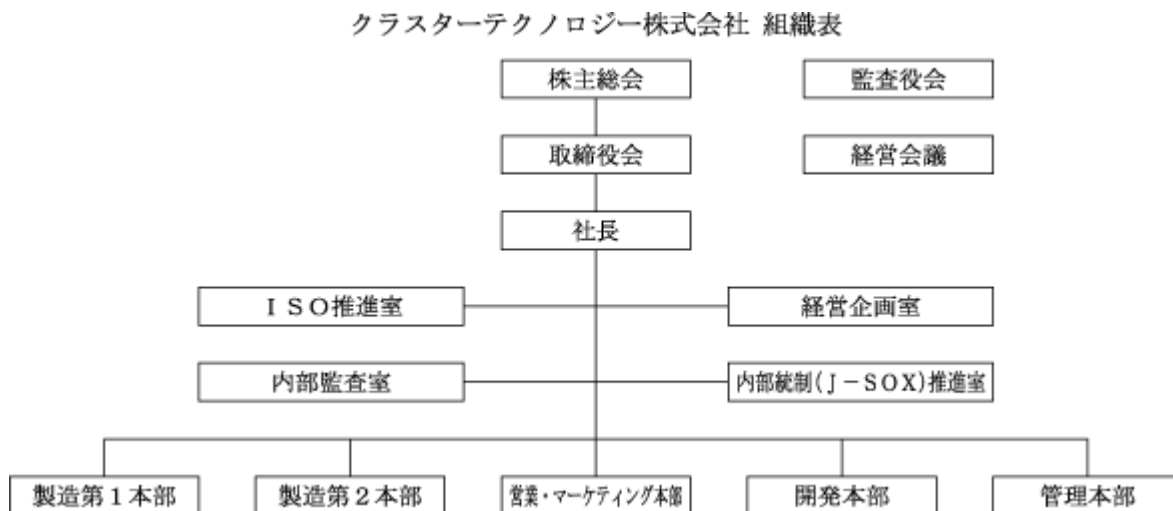 クラスターテクノロジー株式会社 組織表
株主総会
監査役会
取締役会
経営会議
社長
ＩＳＯ推進室
経営企画室
内部監査室
内部統制(Ｊ－ＳＯＸ)推進室
製造第１本部
製造第２本部
営業・マーケティング本部
開発本部
管理本部